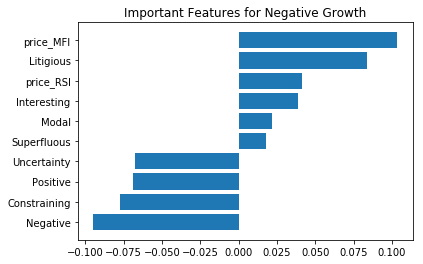 Important Features for Negative Growth
price_MFI
Litigious
price_RSI
Interesting
Modal
Superfluous
Uncertainty
Positive
Constraining
Negative
−0.100 −0.075 −0.050 −0.025 0.000 0.025 0.050 0.075 0.100